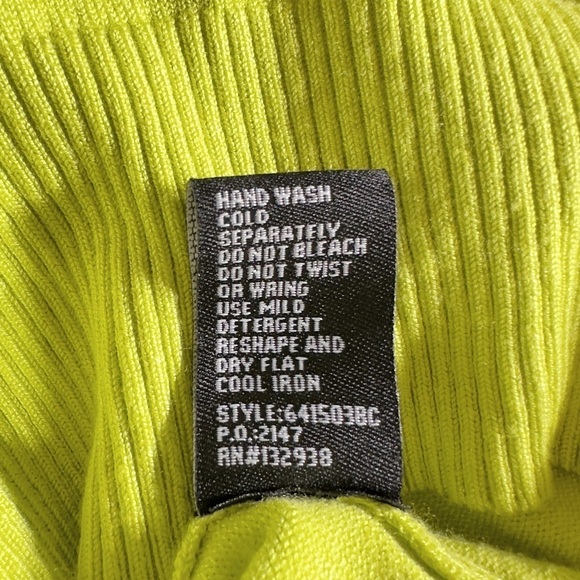 HAND WASH
COLD
SEPARATELY
DO NOT BLEACH
DO NOT TWIST
OR WRING
USE MILD
DETERGENT
RESHAPE AND
DRY FLAT
COOL IRON
STYLE:641503BC
P.O.:2147
RN#132938